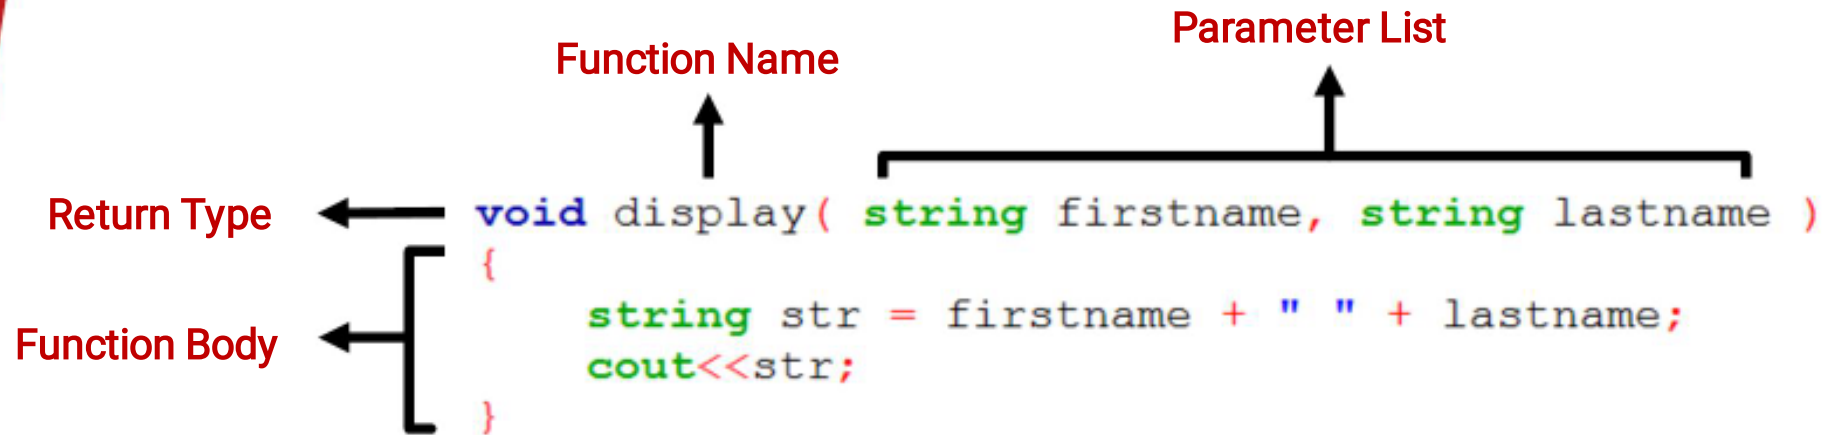 Parameter List
Function Name
Return Type
void display( string firstname, string lastname )
{
Function Body
string str = firstname + " " + lastname;
cout<<str;
}